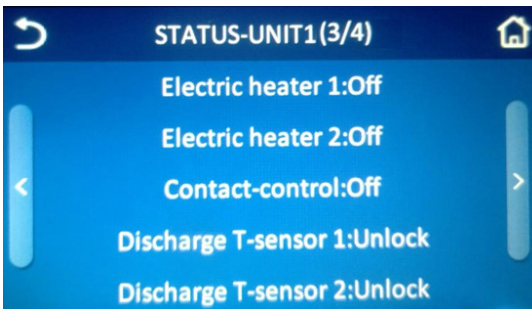 STATUS-UNIT1(3/4)
Electric heater 1:Off
Electric heater 2:Off
Contact-control:Off
Discharge T-sensor 1:Unlock
Discharge T-sensor 2:Unlock